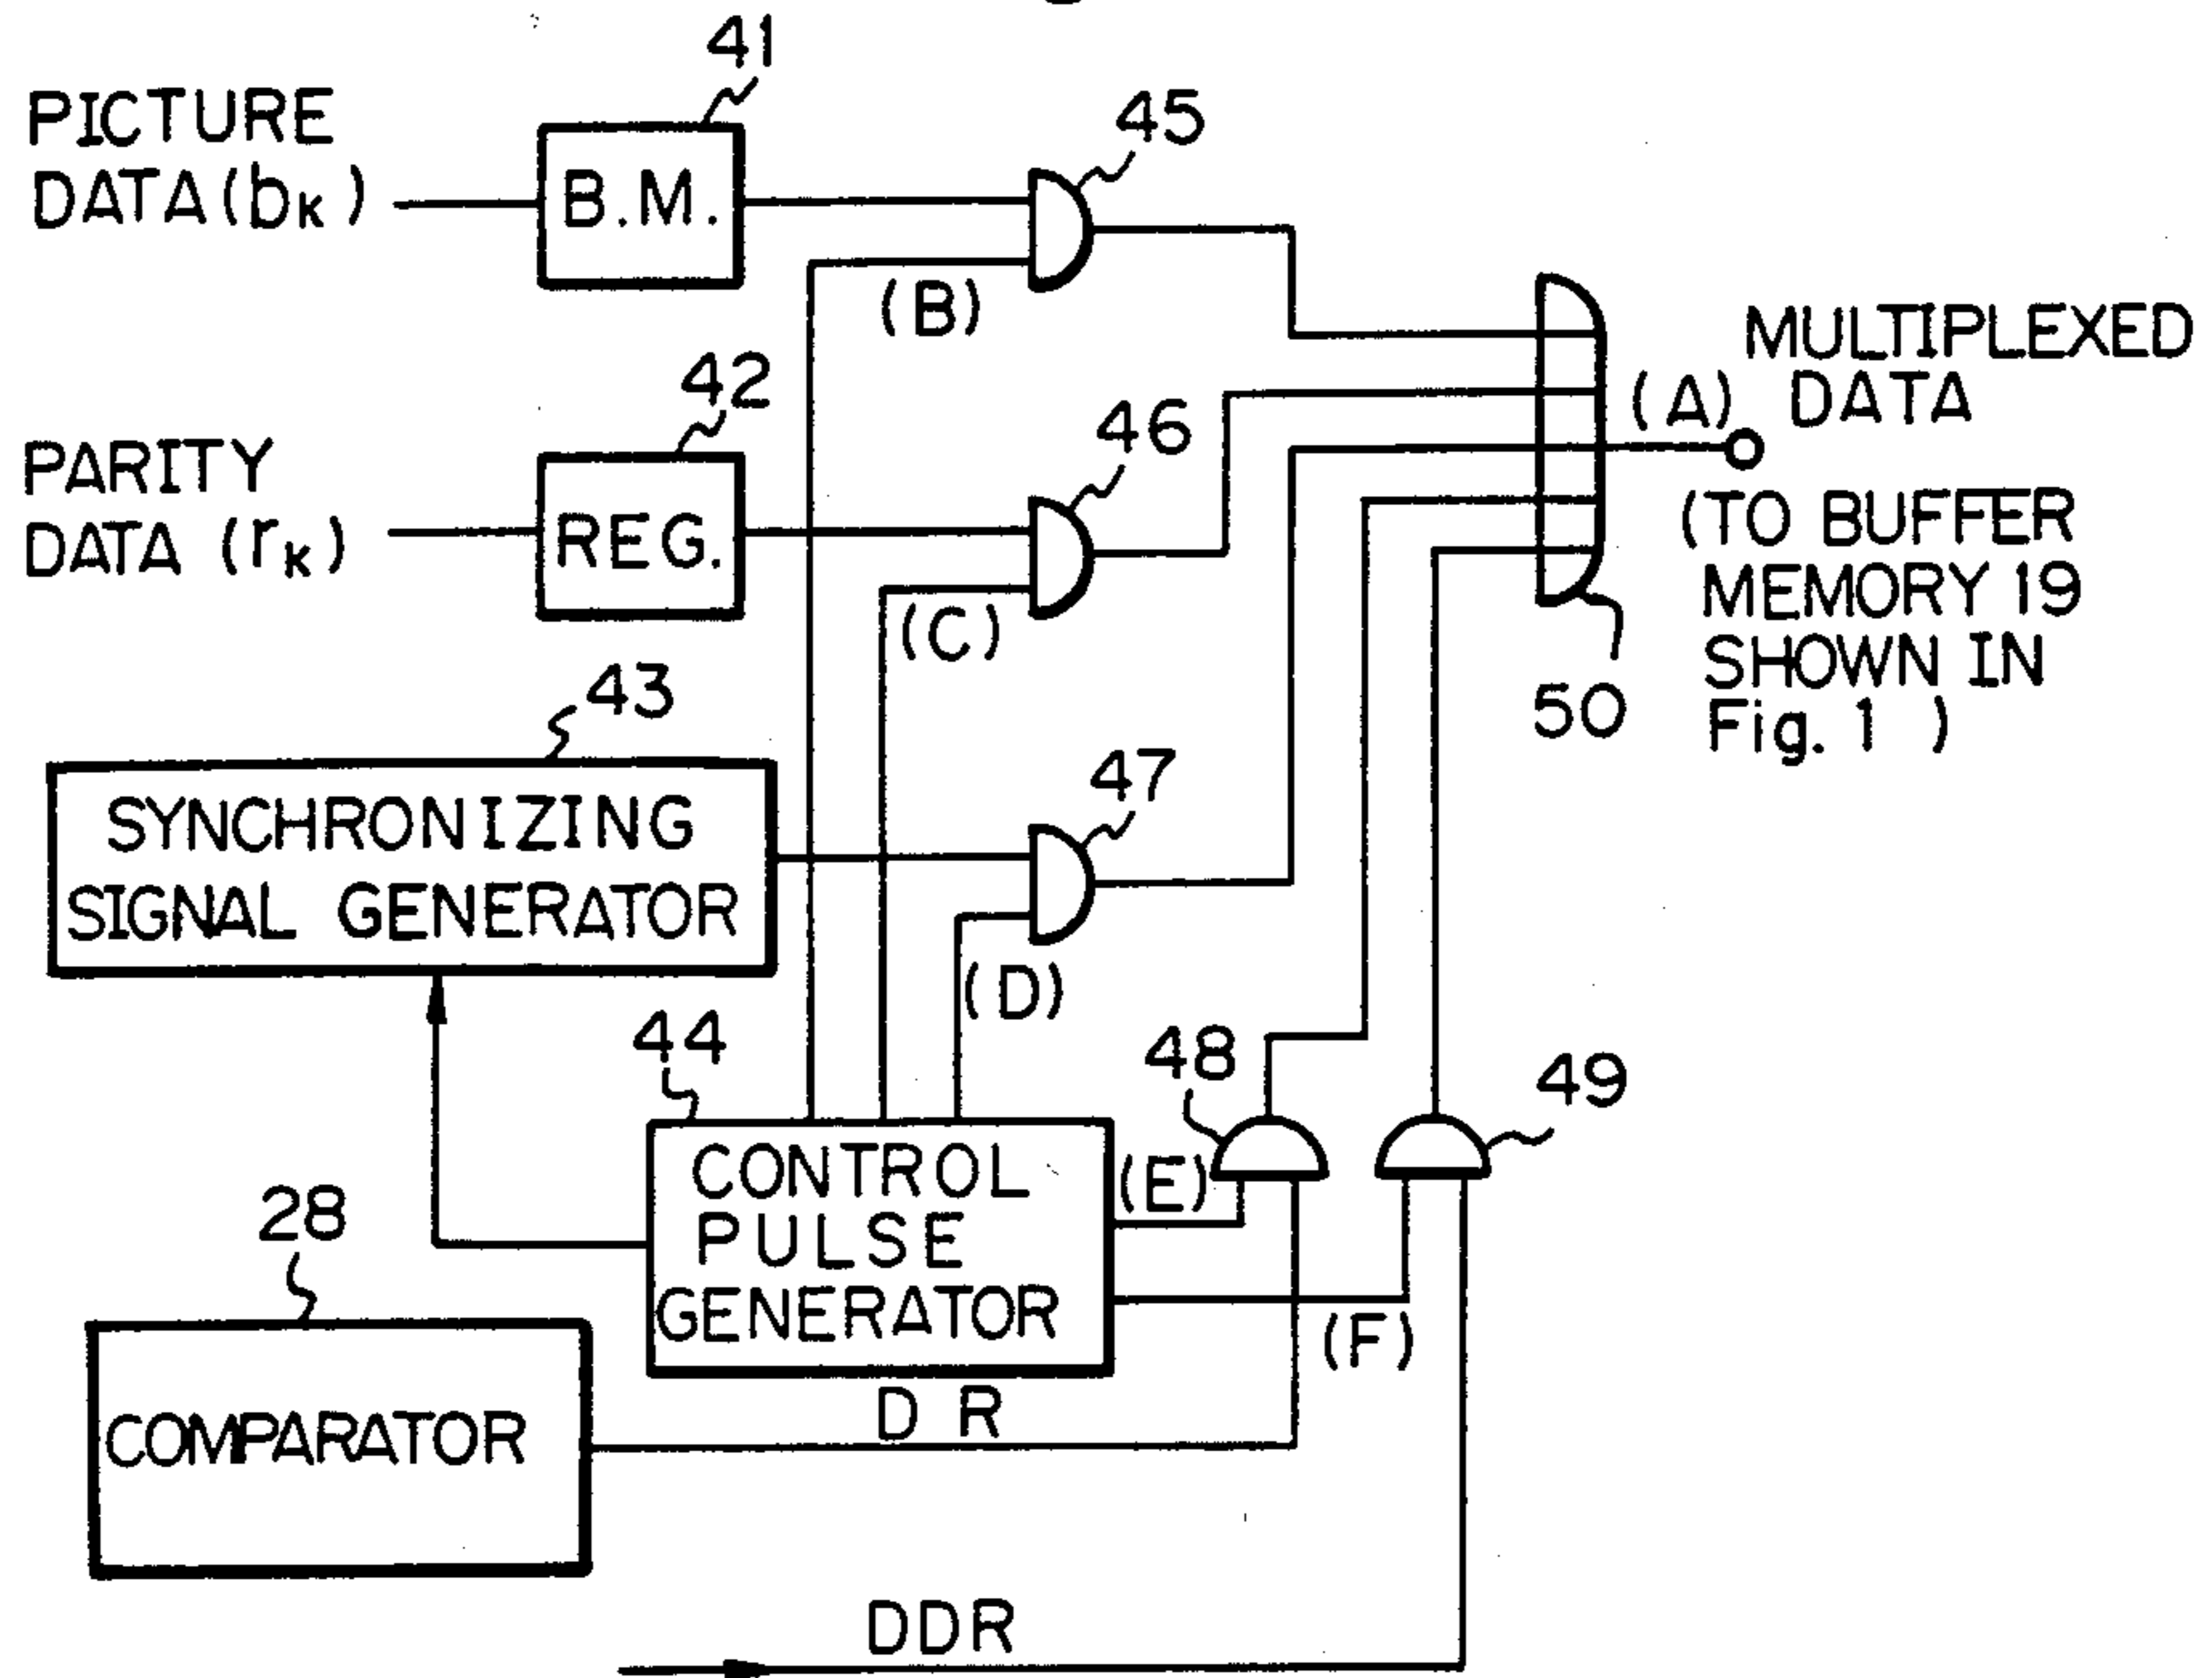 41
PICTURE
DATA (bk)
B.M.
45
(B)
MULTIPLEXED
DATA
(A)
42
PARITY
DATA (rk)
REG.
46
(C)
(TO BUFFER
MEMORY 19
SHOWN IN
Fig. 1 )
50
43
SYNCHRONIZING
SIGNAL GENERATOR
47
(D)
44
48
49
CONTROL
PULSE
GENERATOR
(E)
(F)
28
COMPARATOR
DR
DDR